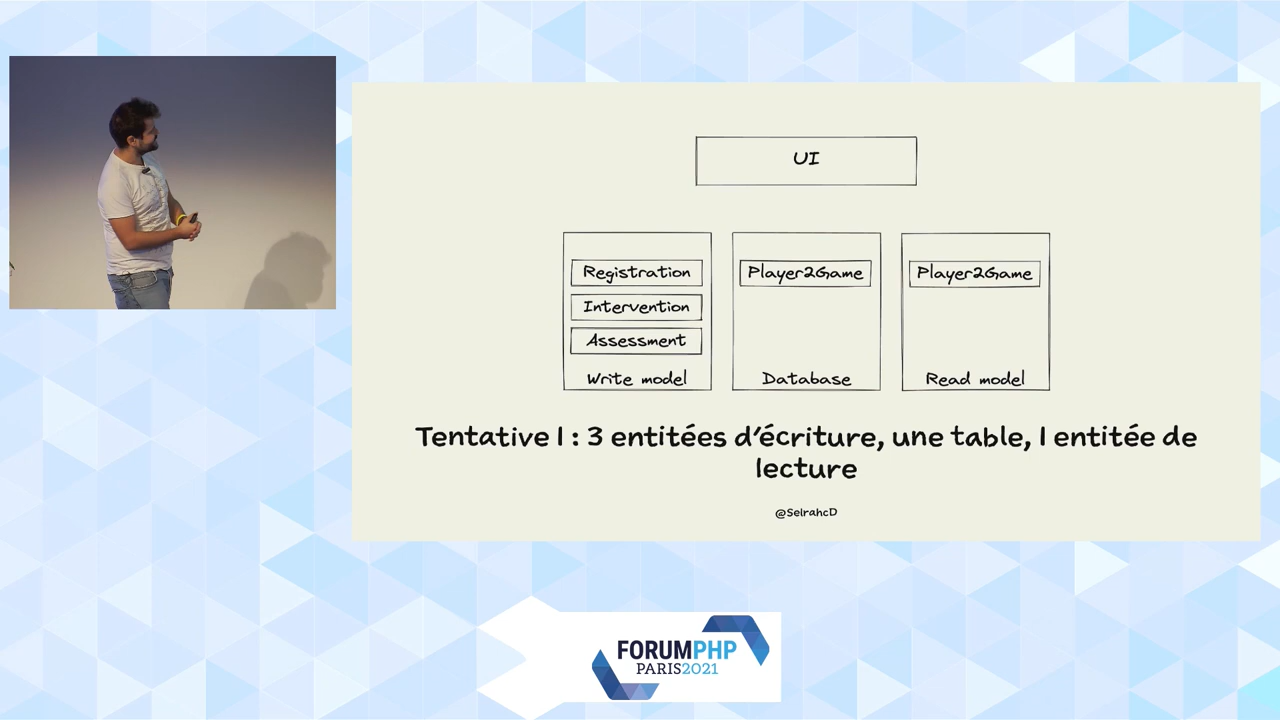 UI
Registration
Intervention
Assessment
Write model
Player2Game
Database
Player2Game
Read model
Tentative 1 : 3 entitées d'écriture, une table, 1 entitée de
lecture
@SelrahcD
FORUMPHP
PARIS2021